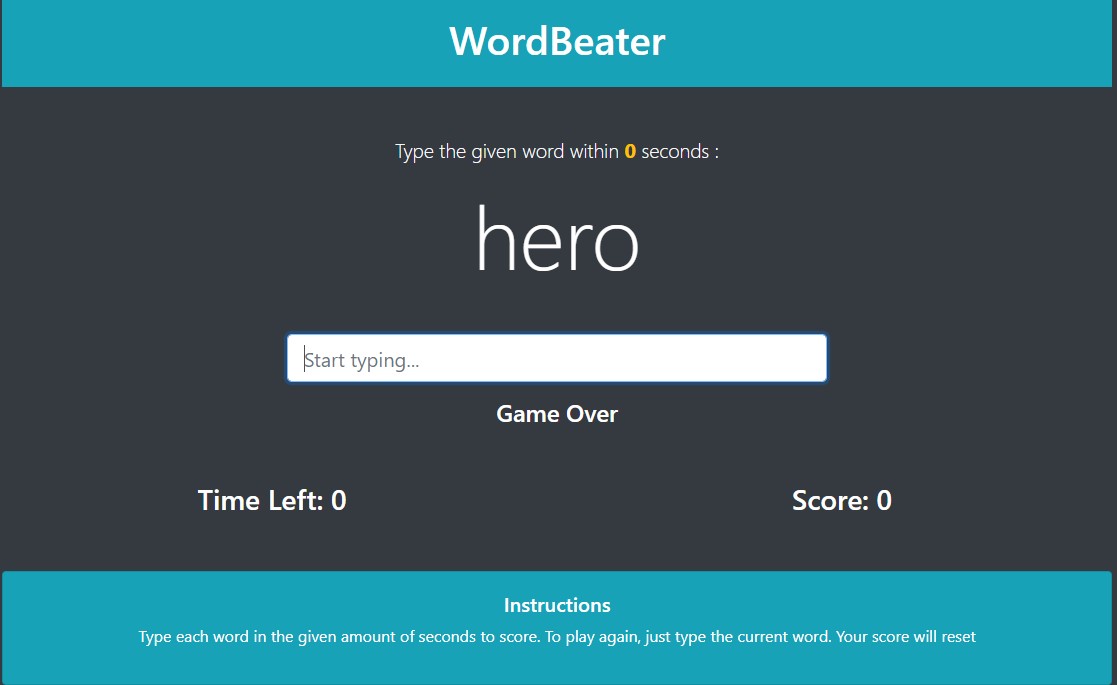 WordBeater
Type the given word within 0 seconds :
hero
Start typing...
Game Over
Time Left: 0
Score: 0
Instructions
Type each word in the given amount of seconds to score. To play again, just type the current word. Your score will reset